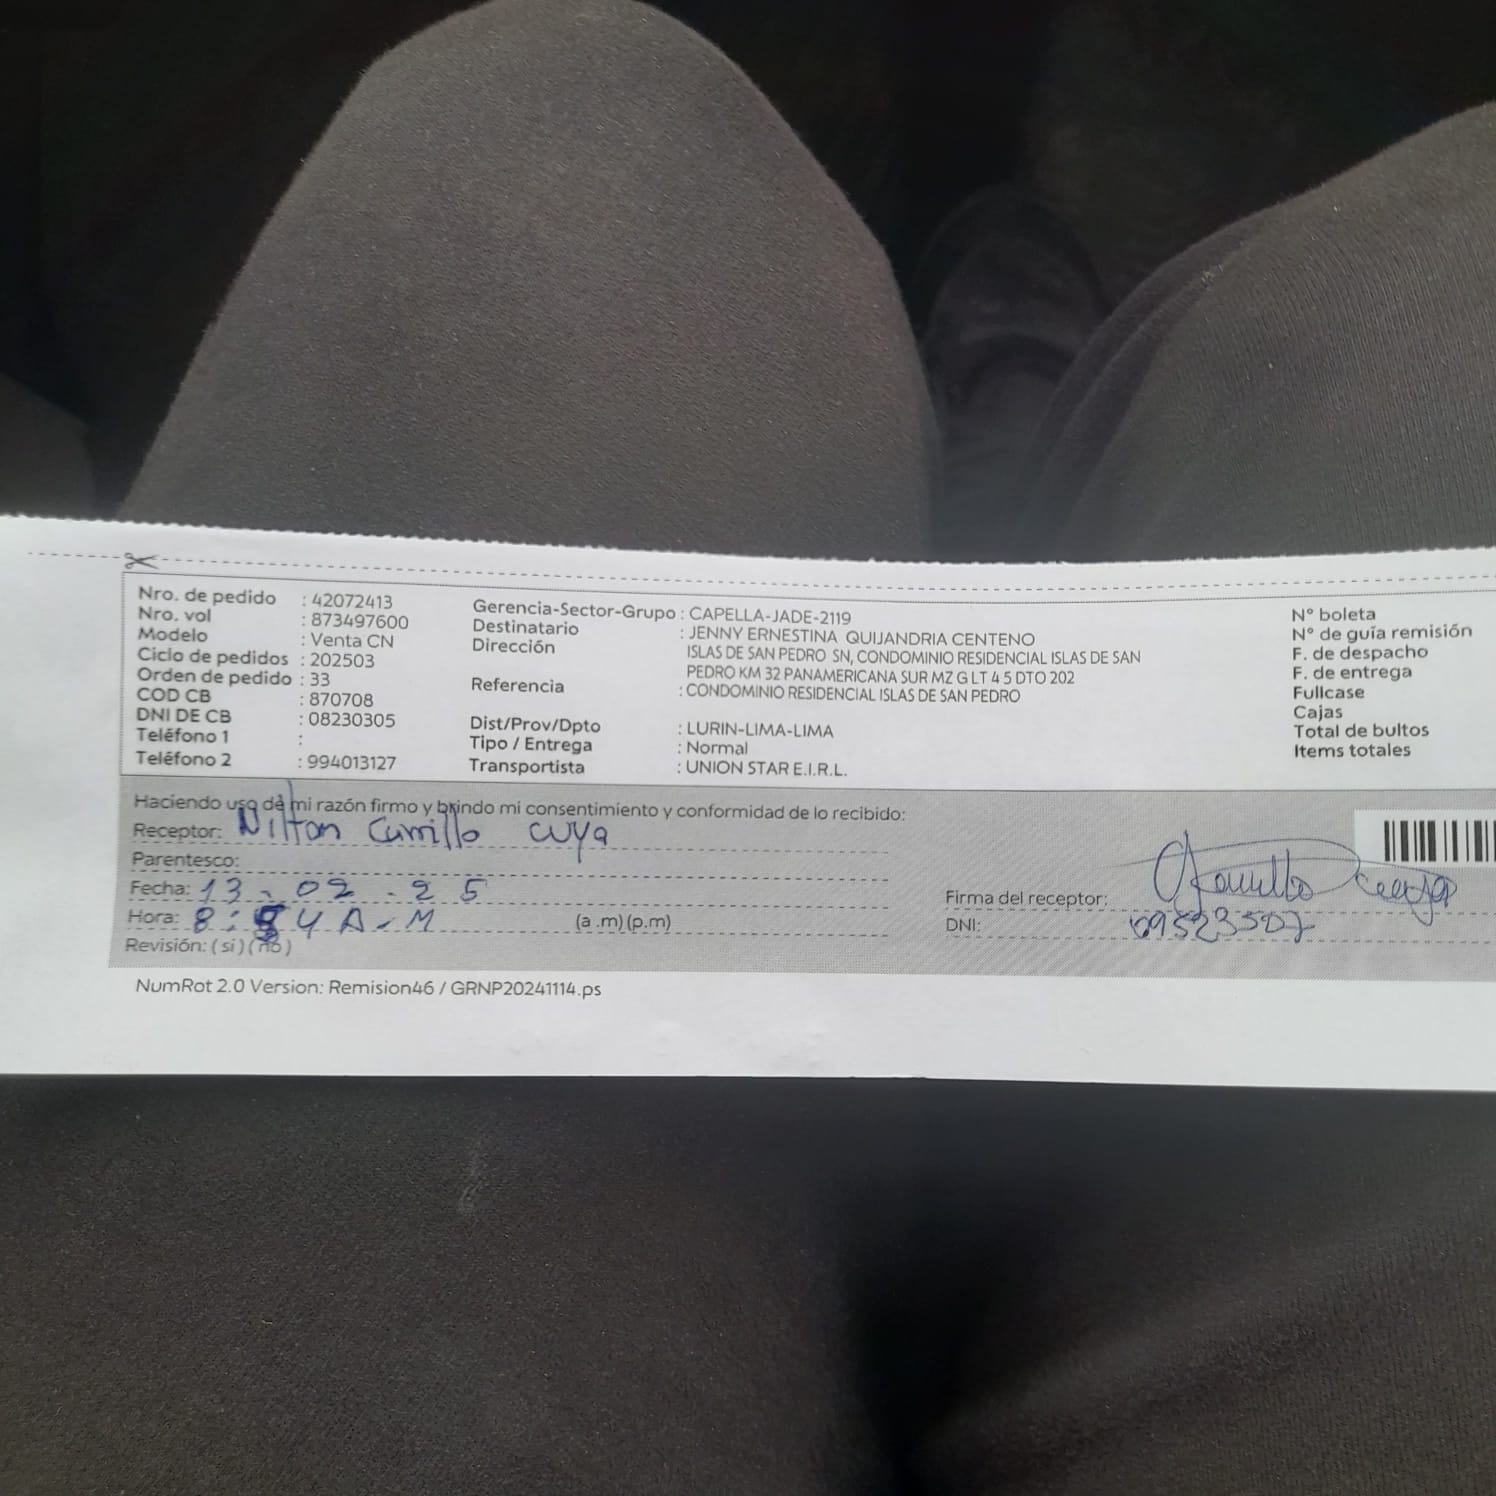 Nro. de pedido : 42072413
Nro. vol : 873497600
Modelo : Venta CN
Ciclo de pedidos : 202503
Orden de pedido : 33
COD CB : 870708
DNI DE CB : 08230305
Teléfono 1 :
Teléfono 2 : 994013127
Gerencia-Sector-Grupo : CAPELLA-JADE-2119
Destinatario : JENNY ERNESTINA QUIJANDRIA CENTENO
Dirección ISLAS DE SAN PEDRO SN, CONDOMINIO RESIDENCIAL ISLAS DE SAN
PEDRO KM 32 PANAMERICANA SUR MZ G LT 4 5 DTO 202
Referencia : CONDOMINIO RESIDENCIAL ISLAS DE SAN PEDRO
Dist/Prov/Dpto : LURIN-LIMA-LIMA
Tipo / Entrega : Normal
Transportista : UNION STAR E.I.R.L.
N° boleta
N° de guía remisión
F. de despacho
F. de entrega
Fullcase
Cajas
Total de bultos
Items totales
Haciendo uso de mi razón firmo y brindo mi consentimiento y conformidad de lo recibido:
Receptor: Nilton Carrillo Cuya
Parentesco:
Fecha: 13 - 02 - 25
Hora: 8 : 54 A.M (a .m) (p.m)
Revisión: ( si ) ( no )
Firma del receptor: Carrillo Cuya
DNI: 09523507
NumRot 2.0 Version: Remision46 / GRNP20241114.ps